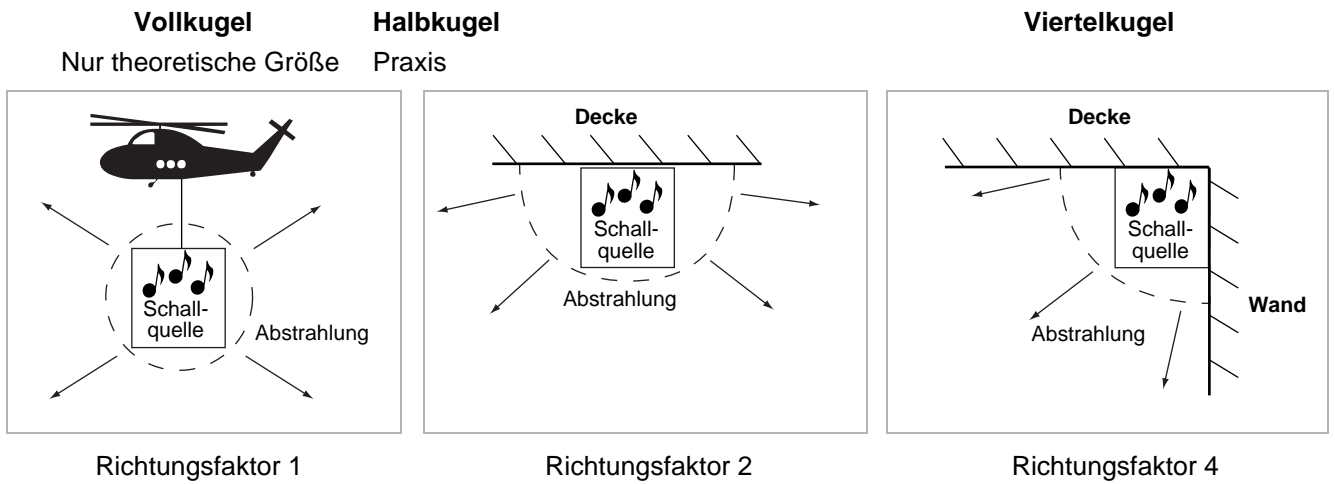 Vollkugel
Nur theoretische Größe
Halbkugel
Praxis
Viertelkugel
Schall-
quelle
Abstrahlung
Richtungsfaktor 1
Decke
Schall-
quelle
Abstrahlung
Richtungsfaktor 2
Decke
Schall-
quelle
Wand
Abstrahlung
Richtungsfaktor 4